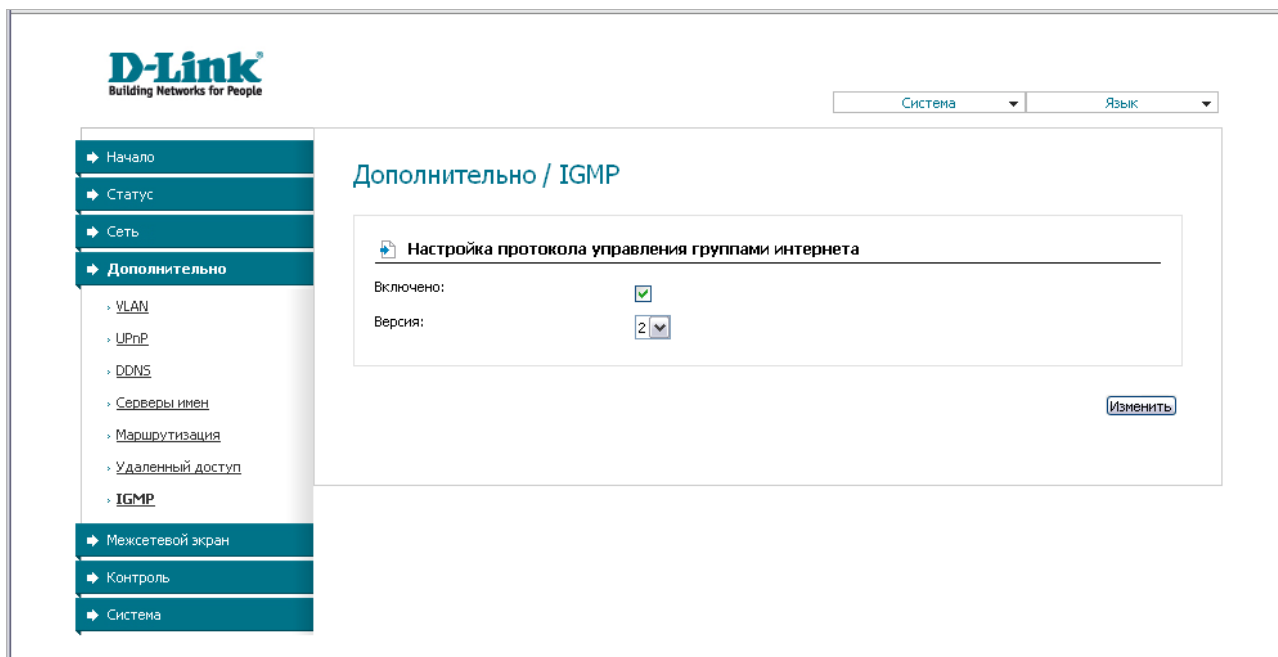 D-Link®
Building Networks for People
Система
Язык
Начало
Статус
Сеть
Дополнительно
VLAN
UPnP
DDNS
Серверы имен
Маршрутизация
Удаленный доступ
IGMP
Межсетевой экран
Контроль
Система
Дополнительно / IGMP
Настройка протокола управления группами интернета
Включено:
Версия: 2
Изменить